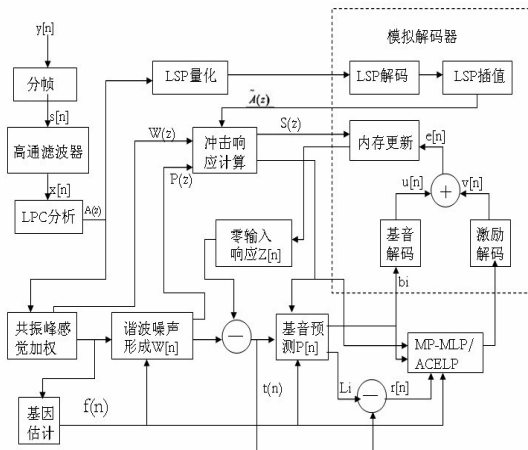 y[n]
模拟解码器
分帧
LSP量化
LSP解码
LSP插值
s[n]
Ã(z)
高通滤波器
W(z)
S(z)
冲击响
应计算
内存更新
e[n]
P(z)
x[n]
u[n]
+
v[n]
LPC分析
A(z)
零输入
响应Z[n]
基音
解码
激励
解码
bi
共振峰感
觉加权
谐波噪声
形成W[n]
基音预
测P[n]
MP-MLP/
ACELP
t(n)
Li
r[n]
基因
估计
f(n)